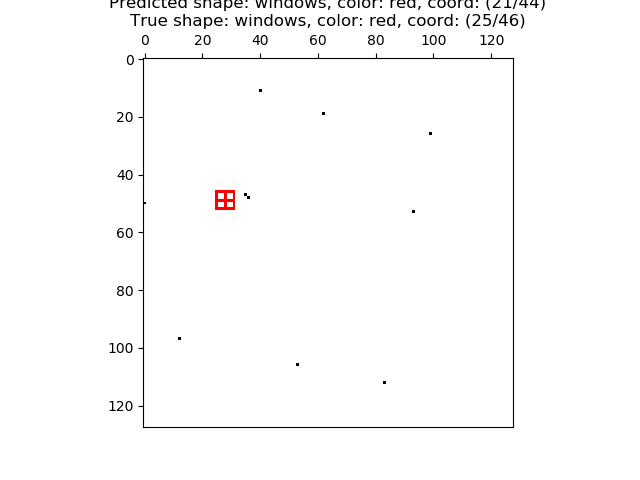 Predicted shape: windows, color: red, coord: (21/44)
True shape: windows, color: red, coord: (25/46)
0 20 40 60 80 100 120
0
20
40
60
80
100
120